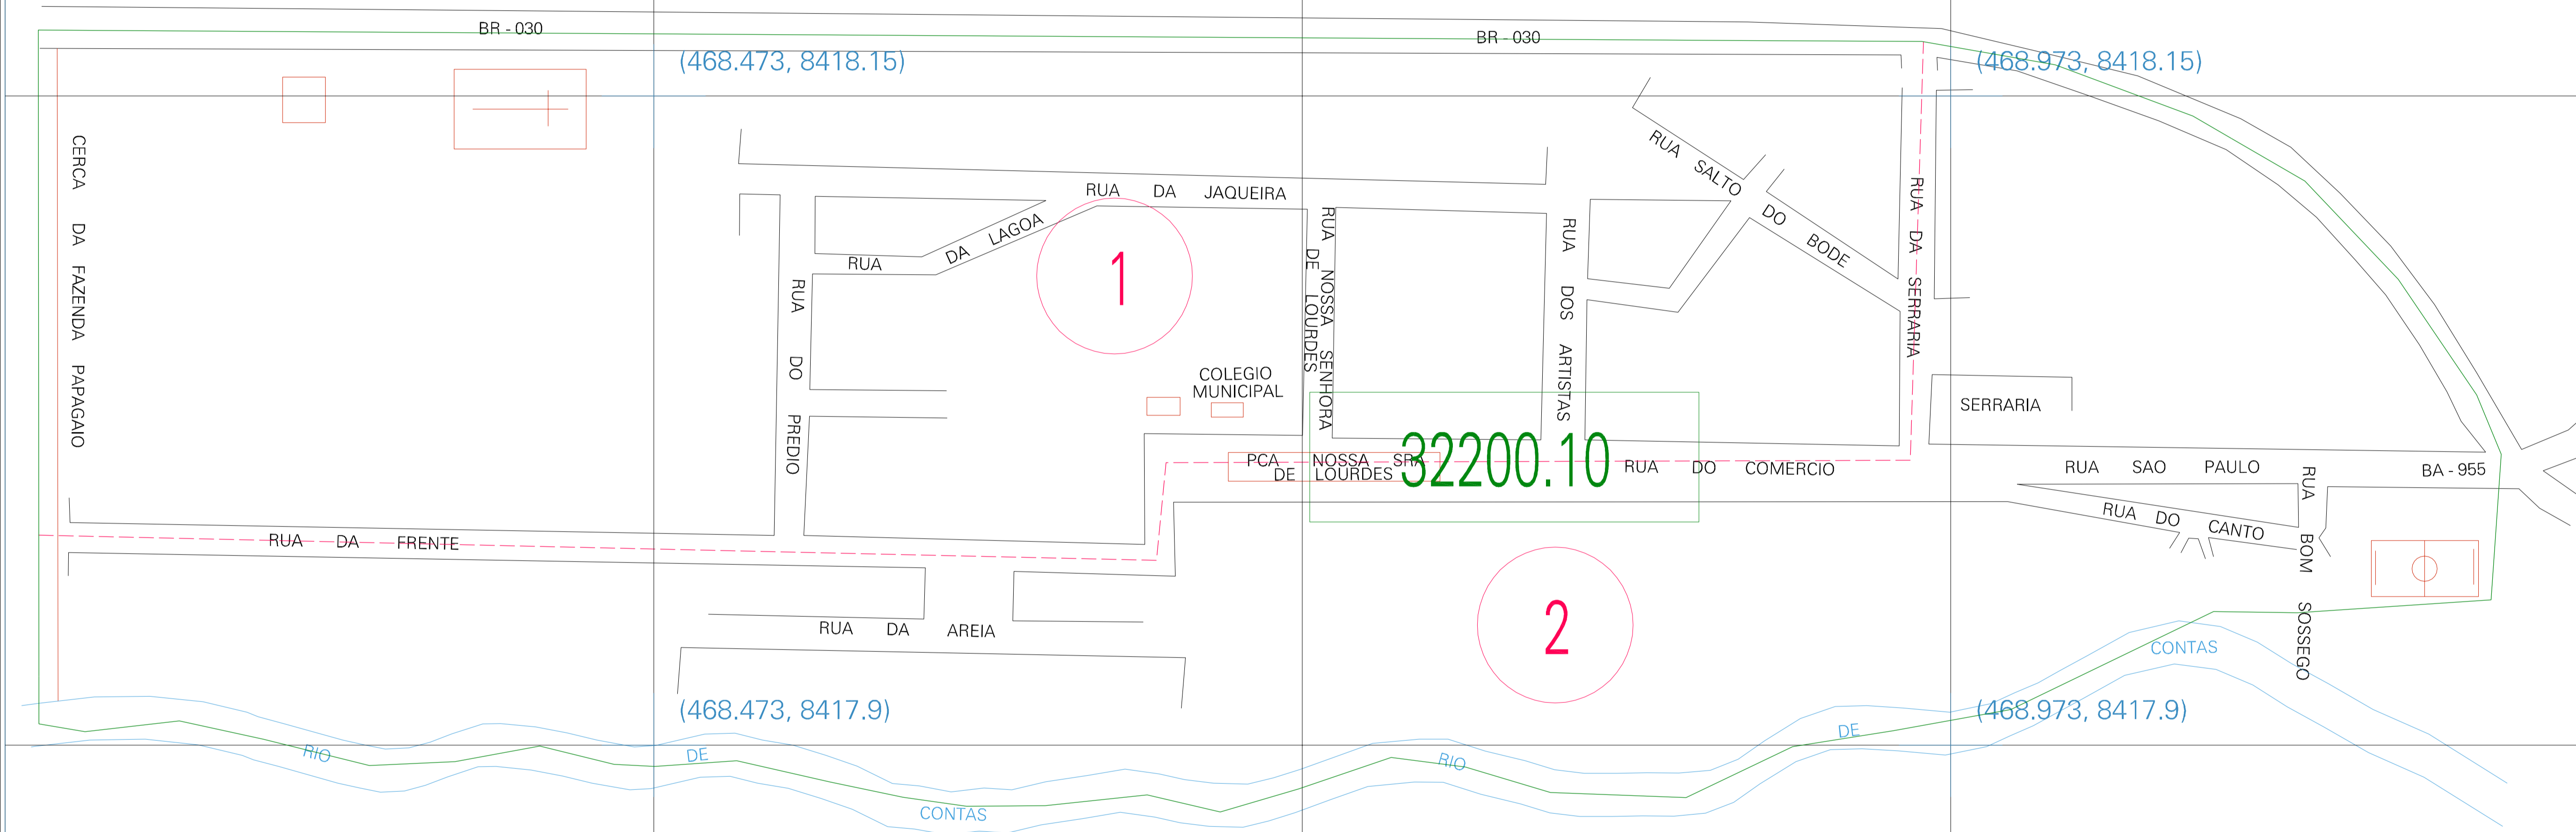 BR - 030
BR - 030
(468.473, 8418.15)
(468.973, 8418.15)
CERCA DA FAZENDA PAPAGAIO
RUA SALTO DO BODE
RUA DA JAQUEIRA
RUA DA LAGOA
RUA DO PREDIO
1
RUA NOSSA SENHORA
DE LOURDES
RUA DOS ARTISTAS
RUA DA SERRARIA
COLEGIO
MUNICIPAL
SERRARIA
PCA NOSSA SRA
DE LOURDES
32200.10
RUA DO COMERCIO
RUA SAO PAULO
BA - 955
RUA DO CANTO
RUA BOM SOSSEGO
RUA DA FRENTE
RUA DA AREIA
2
CONTAS
(468.473, 8417.9)
(468.973, 8417.9)
RIO DE CONTAS
RIO DE